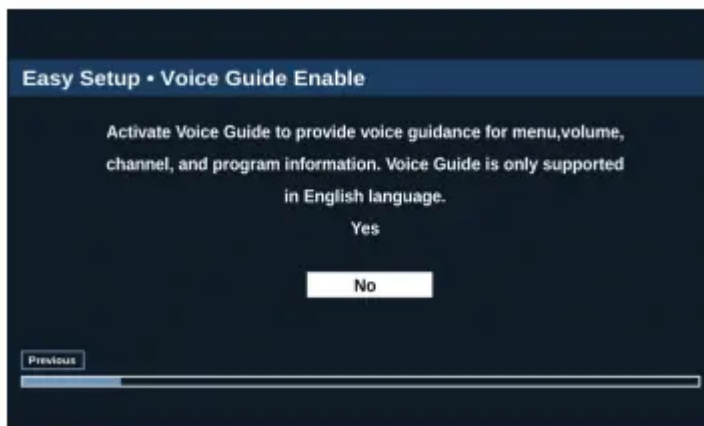 Easy Setup • Voice Guide Enable
Activate Voice Guide to provide voice guidance for menu,volume,
channel, and program information. Voice Guide is only supported
in English language.
Yes
No
Previous